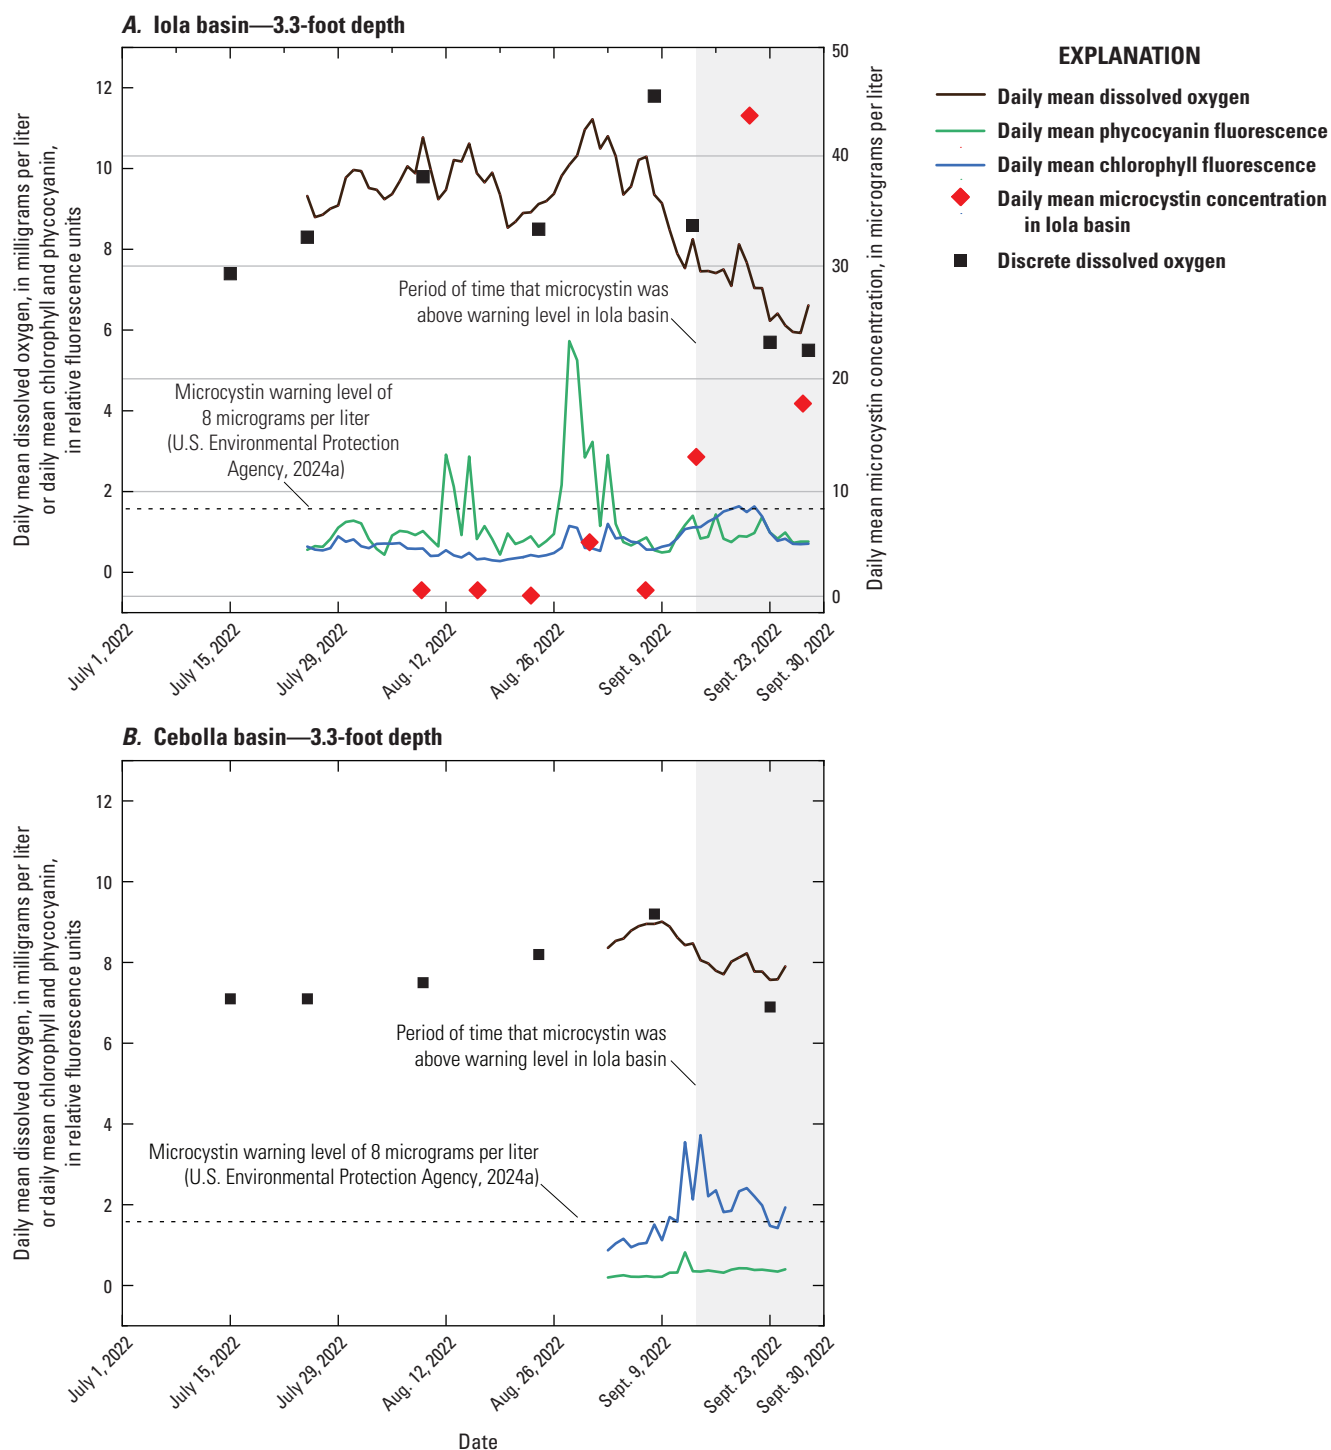 A. Iola basin—3.3-foot depth
Daily mean dissolved oxygen, in milligrams per liter
or daily mean chlorophyll and phycocyanin,
in relative fluorescence units
12
10
8
6
4
2
0
50
40
30
20
10
0
Daily mean microcystin concentration, in micrograms per liter
Period of time that microcystin was
above warning level in Iola basin
Microcystin warning level of
8 micrograms per liter
(U.S. Environmental Protection
Agency, 2024a)
July 1, 2022
July 15, 2022
July 29, 2022
Aug. 12, 2022
Aug. 26, 2022
Sept. 9, 2022
Sept. 23, 2022
Sept. 30, 2022
EXPLANATION
Daily mean dissolved oxygen
Daily mean phycocyanin fluorescence
Daily mean chlorophyll fluorescence
Daily mean microcystin concentration
in Iola basin
Discrete dissolved oxygen
B. Cebolla basin—3.3-foot depth
Daily mean dissolved oxygen, in milligrams per liter
or daily mean chlorophyll and phycocyanin,
in relative fluorescence units
12
10
8
6
4
2
0
Period of time that microcystin was
above warning level in Iola basin
Microcystin warning level of 8 micrograms per liter
(U.S. Environmental Protection Agency, 2024a)
July 1, 2022
July 15, 2022
July 29, 2022
Aug. 12, 2022
Aug. 26, 2022
Sept. 9, 2022
Sept. 23, 2022
Sept. 30, 2022
Date